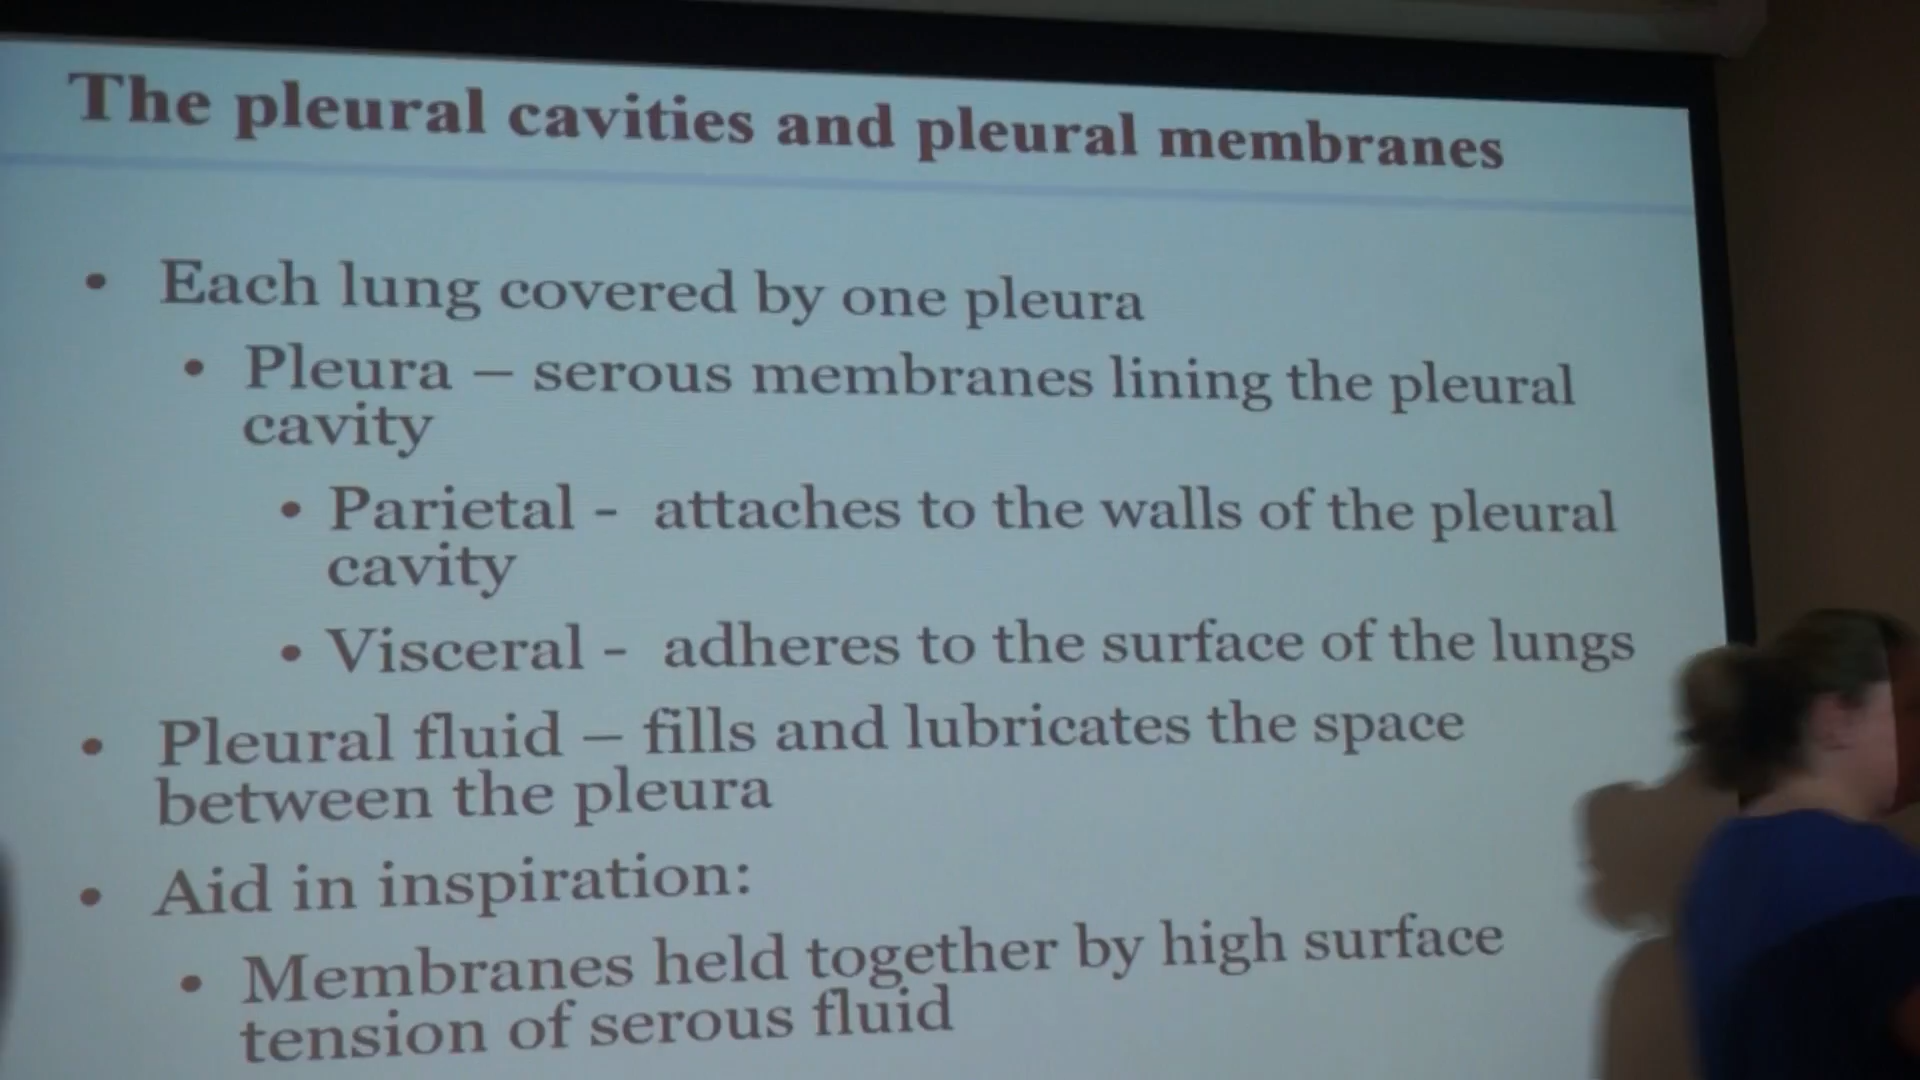 The pleural cavities and pleural membranes
• Each lung covered by one pleura
• Pleura – serous membranes lining the pleural
cavity
• Parietal - attaches to the walls of the pleural
cavity
• Visceral - adheres to the surface of the lungs
• Pleural fluid – fills and lubricates the space
between the pleura
• Aid in inspiration:
• Membranes held together by high surface
tension of serous fluid